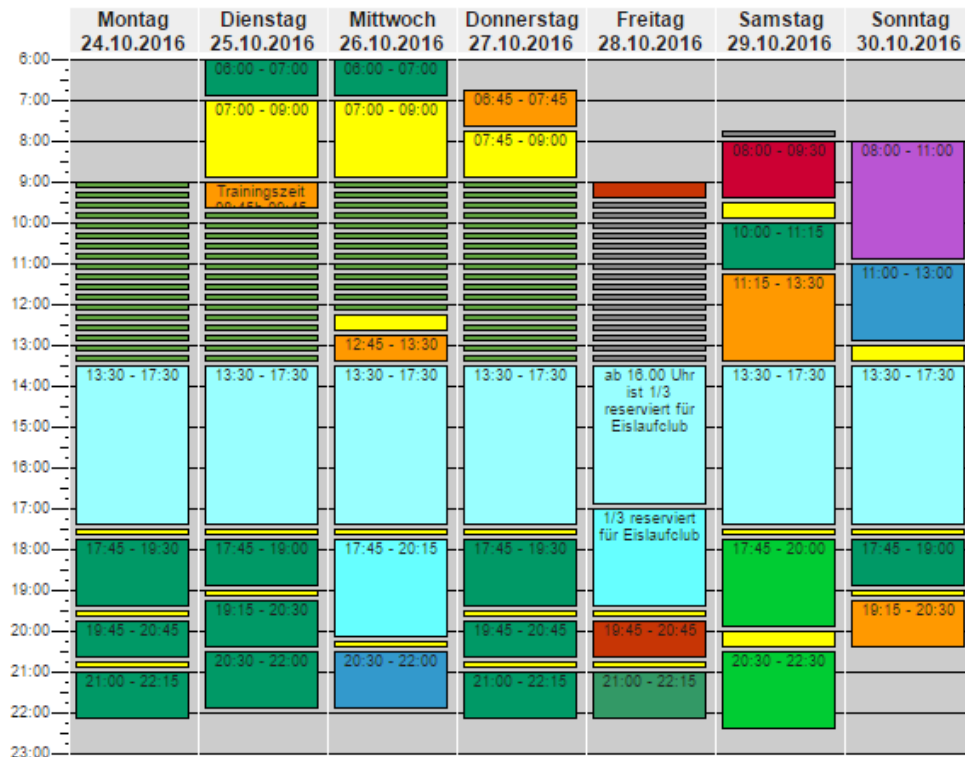 Montag Dienstag Mittwoch Donnerstag Freitag Samstag Sonntag
24.10.2016 25.10.2016 26.10.2016 27.10.2016 28.10.2016 29.10.2016 30.10.2016
6:00
06:00 - 07:00 06:00 - 07:00
06:45 - 07:45
7:00
07:00 - 09:00 07:00 - 09:00
07:45 - 09:00
8:00
08:00 - 09:30 08:00 - 11:00
9:00
Trainingszeit
10:00
10:00 - 11:15
11:00
11:00 - 13:00
11:15 - 13:30
12:00
12:45 - 13:30
13:00
13:30 - 17:30 13:30 - 17:30 13:30 - 17:30 13:30 - 17:30 ab 16.00 Uhr 13:30 - 17:30 13:30 - 17:30
14:00
ist 1/3
reserviert für
Eislaufclub
15:00
16:00
17:00
1/3 reserviert
für Eislaufclub
18:00
17:45 - 19:30 17:45 - 19:00 17:45 - 20:15 17:45 - 19:30 17:45 - 20:00 17:45 - 19:00
19:00
19:15 - 20:30 19:15 - 20:30
20:00
19:45 - 20:45 19:45 - 20:45 19:45 - 20:45
20:30 - 22:00 20:30 - 22:00 20:30 - 22:30
21:00
21:00 - 22:15 21:00 - 22:15 21:00 - 22:15
22:00
23:00